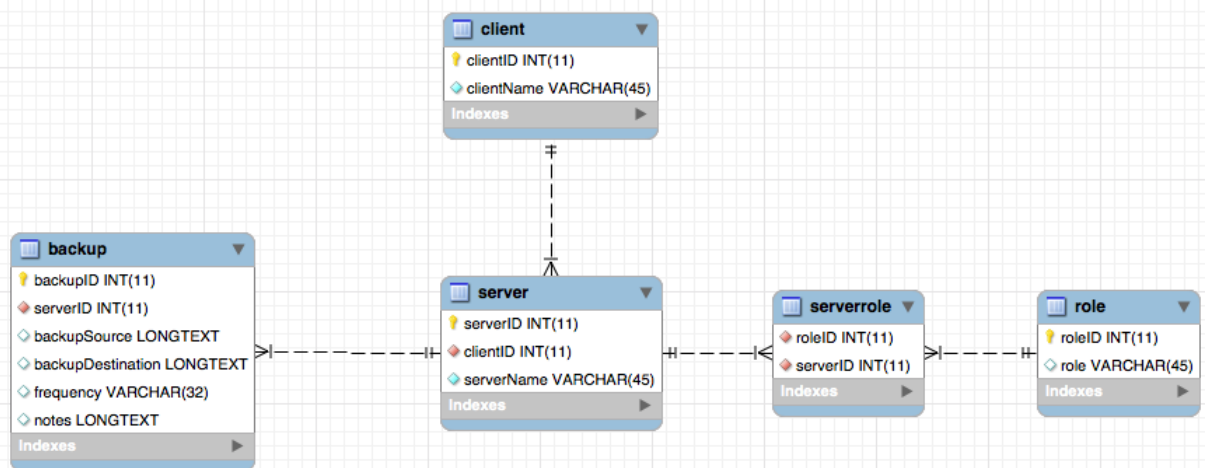 client
clientID INT(11)
clientName VARCHAR(45)
Indexes
backup
backupID INT(11)
serverID INT(11)
backupSource LONGTEXT
backupDestination LONGTEXT
frequency VARCHAR(32)
notes LONGTEXT
Indexes
server
serverID INT(11)
clientID INT(11)
serverName VARCHAR(45)
Indexes
serverrole
roleID INT(11)
serverID INT(11)
Indexes
role
roleID INT(11)
role VARCHAR(45)
Indexes